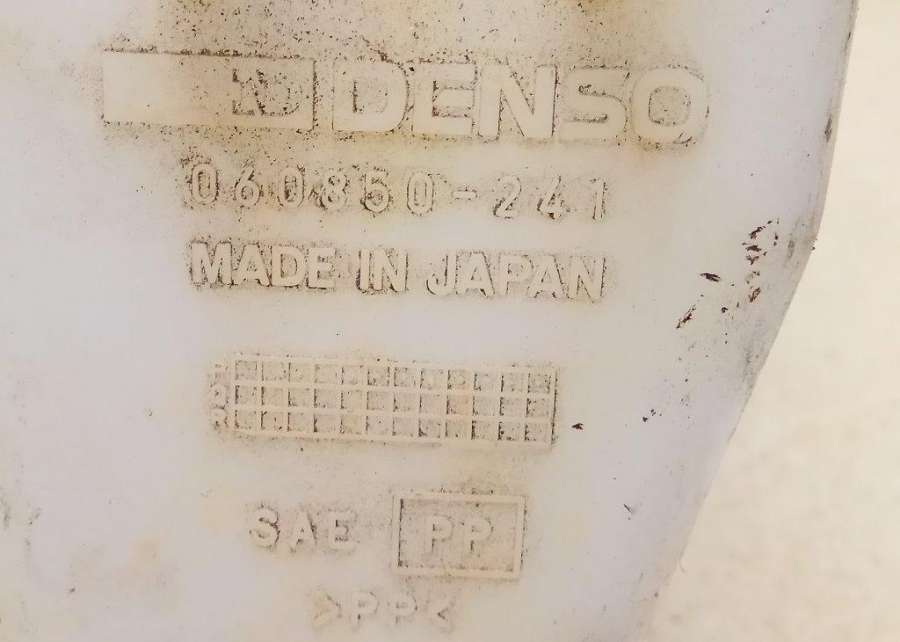 DENSO
060850-241
MADE IN JAPAN
SAE PP
>PP<